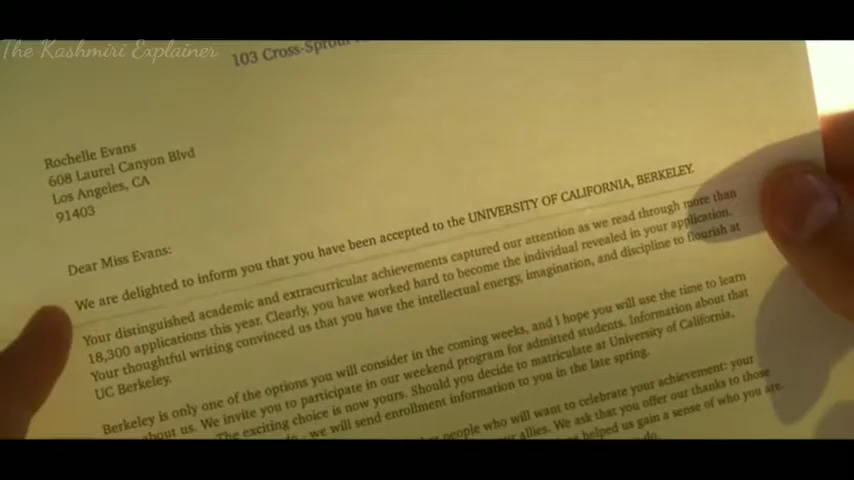 The Kashmiri Explainer
103 Cross-Sprout
Rochelle Evans
608 Laurel Canyon Blvd
Los Angeles, CA
91403
Dear Miss Evans:
We are delighted to inform you that you have been accepted to the UNIVERSITY OF CALIFORNIA, BERKELEY.
Your distinguished academic and extracurricular achievements captured our attention as we read through more than
18,300 applications this year. Clearly, you have worked hard to become the individual revealed in your application.
Your thoughtful writing convinced us that you have the intellectual energy, imagination, and discipline to flourish at
UC Berkeley.
Berkeley is only one of the options you will consider in the coming weeks, and I hope you will use the time to learn
about us. We invite you to participate in our weekend program for admitted students. Information about that
The exciting choice is now yours. Should you decide to matriculate at University of California,
- we will send enrollment information to you in the late spring.
people who will want to celebrate your achievement: your
allies. We ask that you offer our thanks to those
helped us gain a sense of who you are.
do.